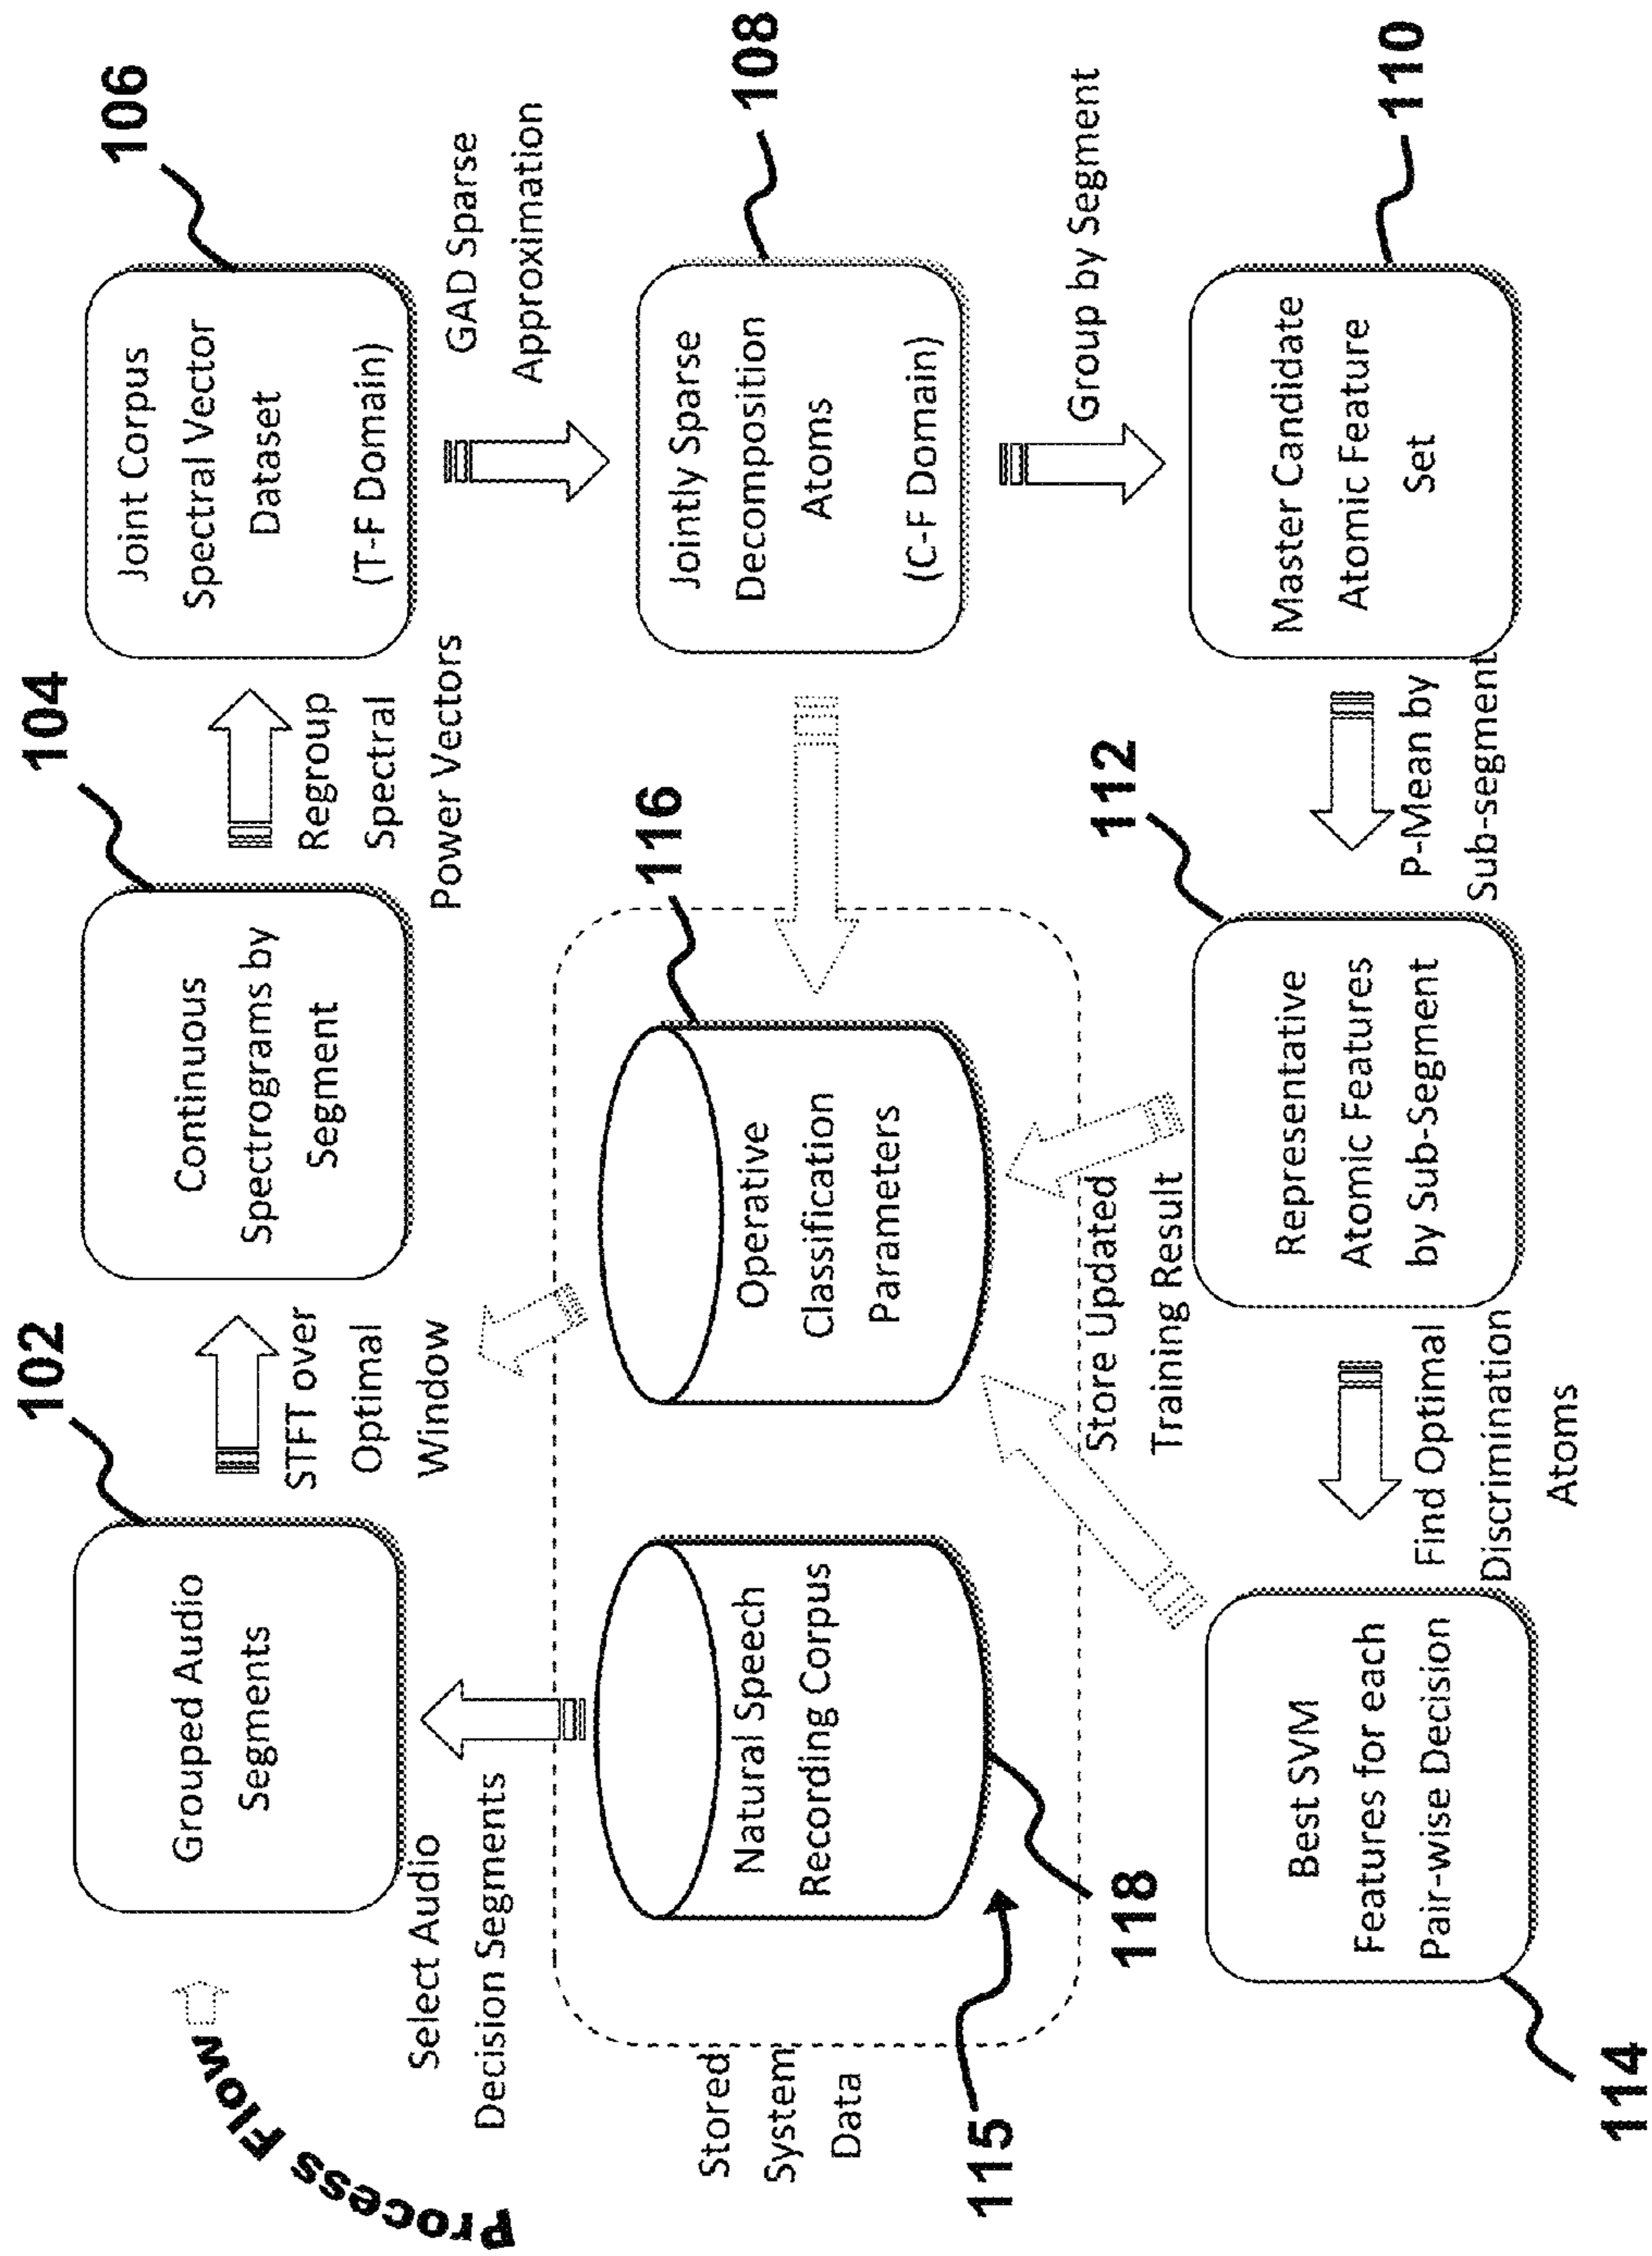 Process Flow
102
Grouped Audio
Segments
STFT over
Optimal
Window
104
Continuous
Spectrograms by
Segment
Regroup
Spectral
Power Vectors
106
Joint Corpus
Spectral Vector
Dataset
(T-F Domain)
GAD Sparse
Approximation
108
Jointly Sparse
Decomposition
Atoms
(C-F Domain)
Group by Segment
110
Master Candidate
Atomic Feature
Set
P-Mean by
Sub-segment
112
Representative
Atomic Features
by Sub-Segment
Find Optimal
Discrimination
Atoms
Best SVM
Features for each
Pair-wise Decision
114
Select Audio
Decision Segments
Stored
System
Data
115
Natural Speech
Recording Corpus
118
116
Operative
Classification
Parameters
Store Updated
Training Result